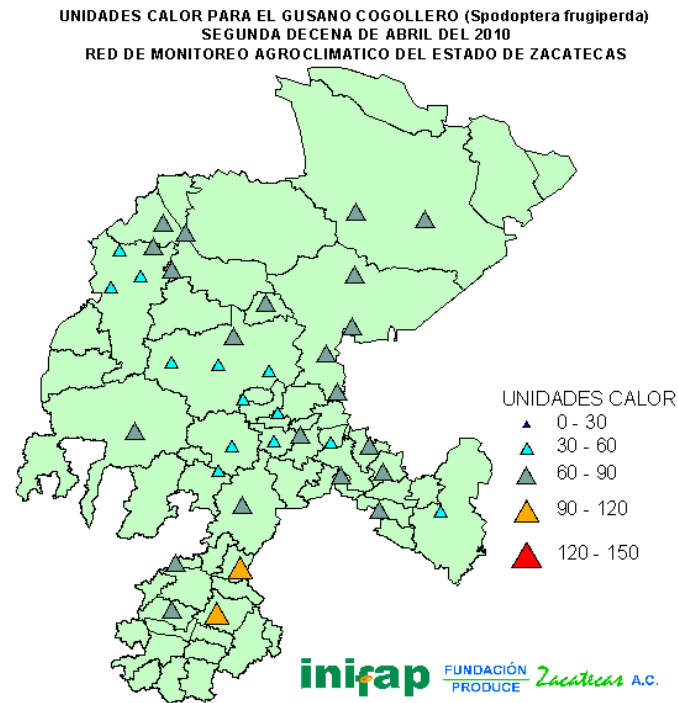 UNIDADES CALOR PARA EL GUSANO COGOLLERO (Spodoptera frugiperda)
SEGUNDA DECENA DE ABRIL DEL 2010
RED DE MONITOREO AGROCLIMATICO DEL ESTADO DE ZACATECAS
UNIDADES CALOR
0 - 30
30 - 60
60 - 90
90 - 120
120 - 150
inifap
FUNDACIÓN
PRODUCE
Zacatecas A.C.